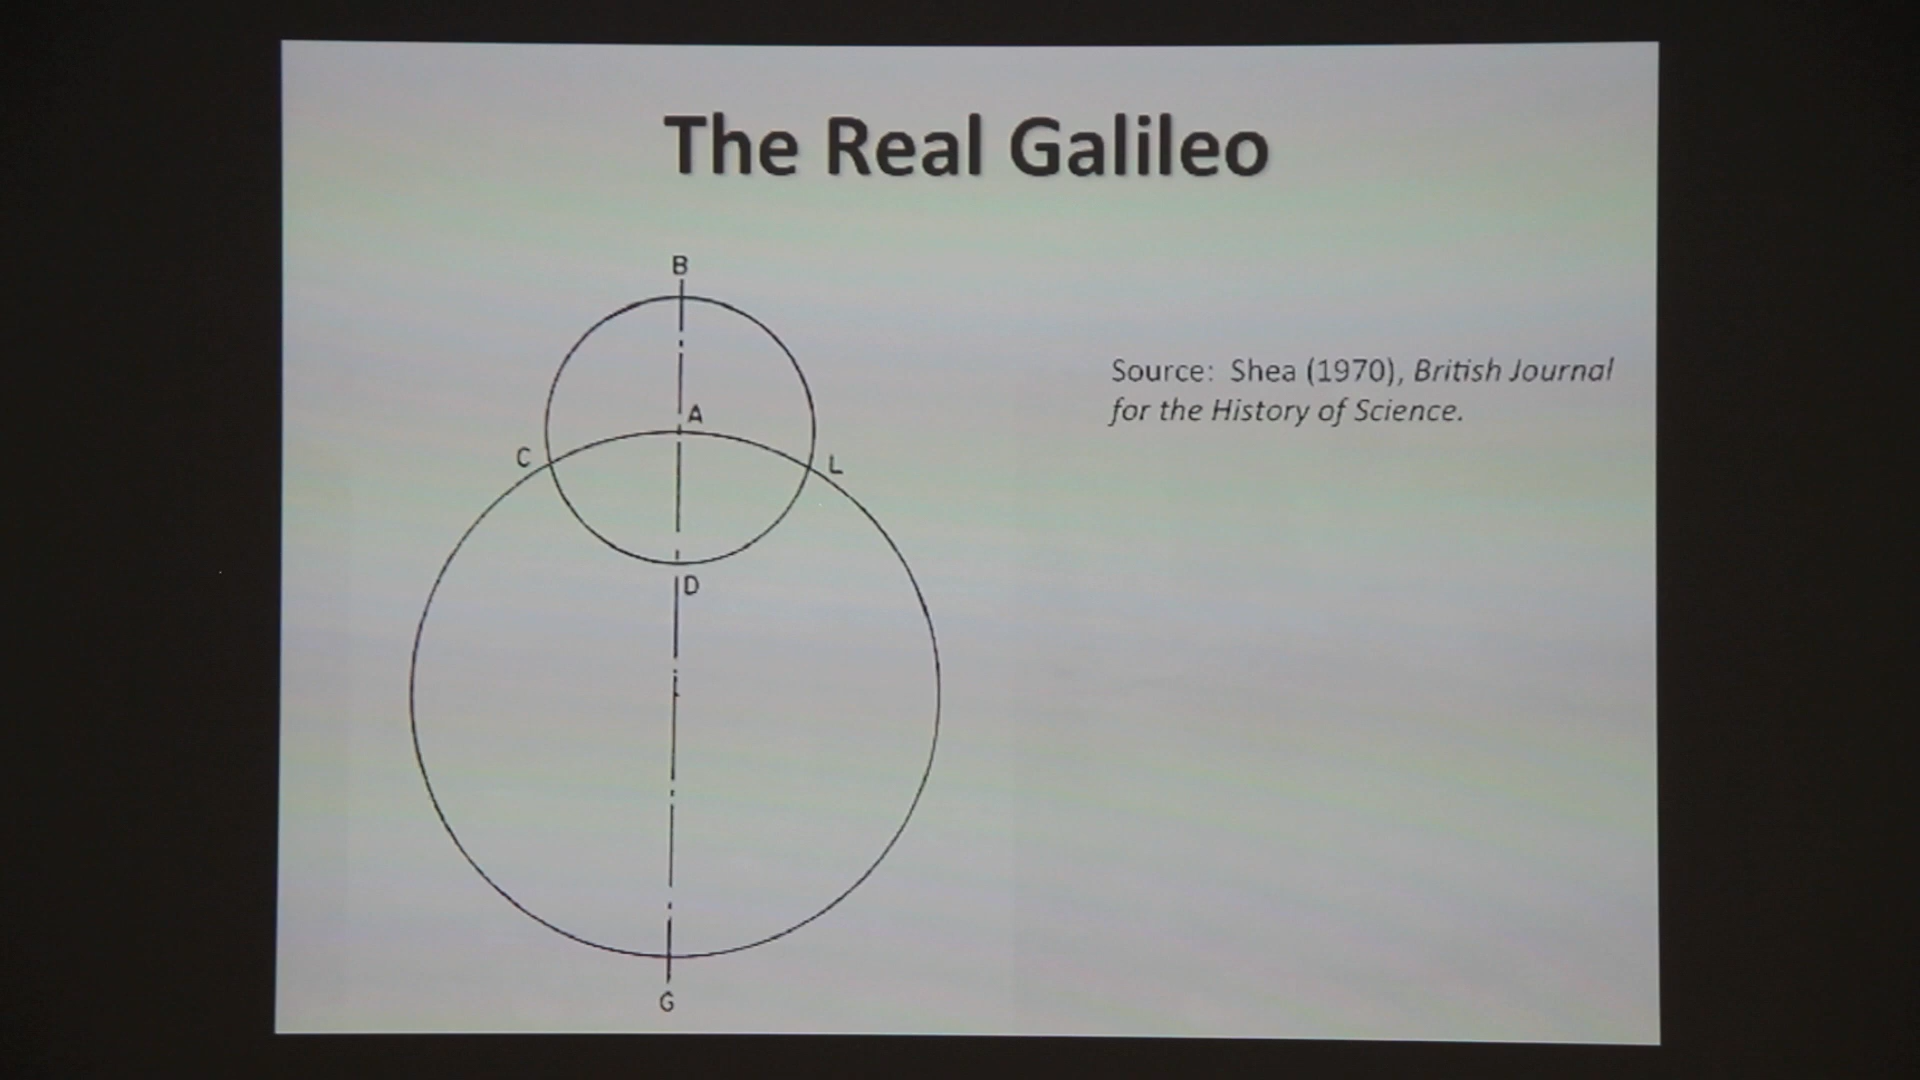 The Real Galileo
B
A
C
L
D
G
Source: Shea (1970), British Journal
for the History of Science.